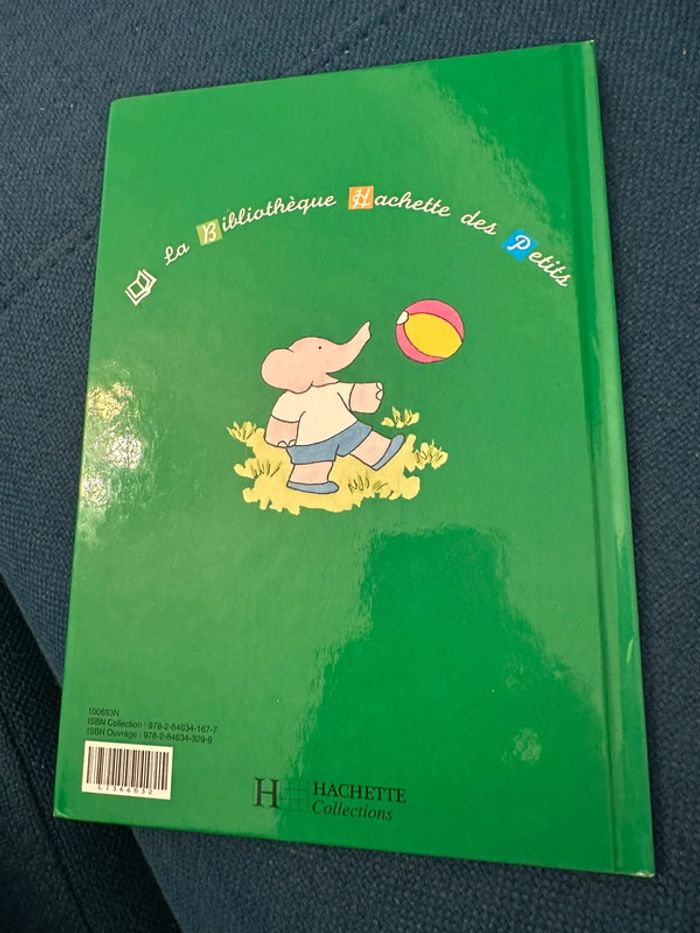 La Bibliothèque Hachette des Petits
100683N
ISBN Collection : 978-2-84634-167-7
ISBN Ouvrage : 978-2-84634-329-9
L1366032
H HACHETTE
Collections